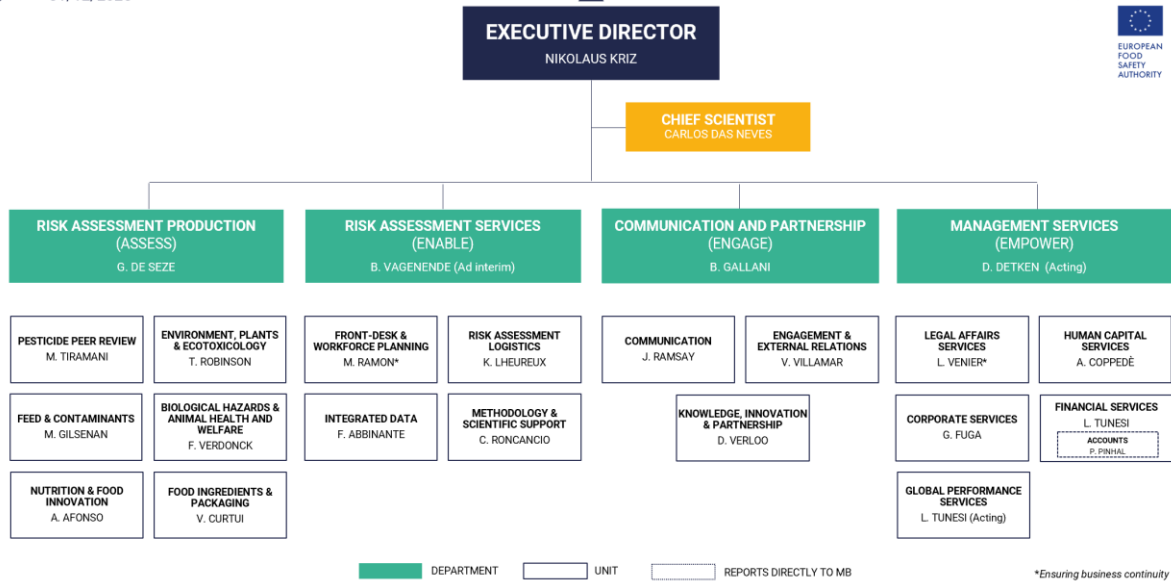 EXECUTIVE DIRECTOR
NIKOLAUS KRIZ
EUROPEAN
FOOD
SAFETY
AUTHORITY
CHIEF SCIENTIST
CARLOS DAS NEVES
RISK ASSESSMENT PRODUCTION
(ASSESS)
G. DE SEZE
RISK ASSESSMENT SERVICES
(ENABLE)
B. VAGENENDE (Ad interim)
COMMUNICATION AND PARTNERSHIP
(ENGAGE)
B. GALLANI
MANAGEMENT SERVICES
(EMPOWER)
D. DETKEN (Acting)
PESTICIDE PEER REVIEW
M. TIRAMANI
ENVIRONMENT, PLANTS
& ECOTOXICOLOGY
T. ROBINSON
FRONT-DESK &
WORKFORCE PLANNING
M. RAMON*
RISK ASSESSMENT
LOGISTICS
K. LHEUREUX
COMMUNICATION
J. RAMSAY
ENGAGEMENT &
EXTERNAL RELATIONS
V. VILLAMAR
LEGAL AFFAIRS
SERVICES
L. VENIER*
HUMAN CAPITAL
SERVICES
A. COPPEDÈ
FEED & CONTAMINANTS
M. GILSENAN
BIOLOGICAL HAZARDS &
ANIMAL HEALTH AND
WELFARE
F. VERDONCK
INTEGRATED DATA
F. ABBINANTE
METHODOLOGY &
SCIENTIFIC SUPPORT
C. RONCANCIO
KNOWLEDGE, INNOVATION
& PARTNERSHIP
D. VERLOO
CORPORATE SERVICES
G. FUGA
FINANCIAL SERVICES
L. TUNESI
ACCOUNTS
P. PINHAL
NUTRITION & FOOD
INNOVATION
A. AFONSO
FOOD INGREDIENTS &
PACKAGING
V. CURTUI
GLOBAL PERFORMANCE
SERVICES
L. TUNESI (Acting)
DEPARTMENT
UNIT
REPORTS DIRECTLY TO MB
*Ensuring business continuity